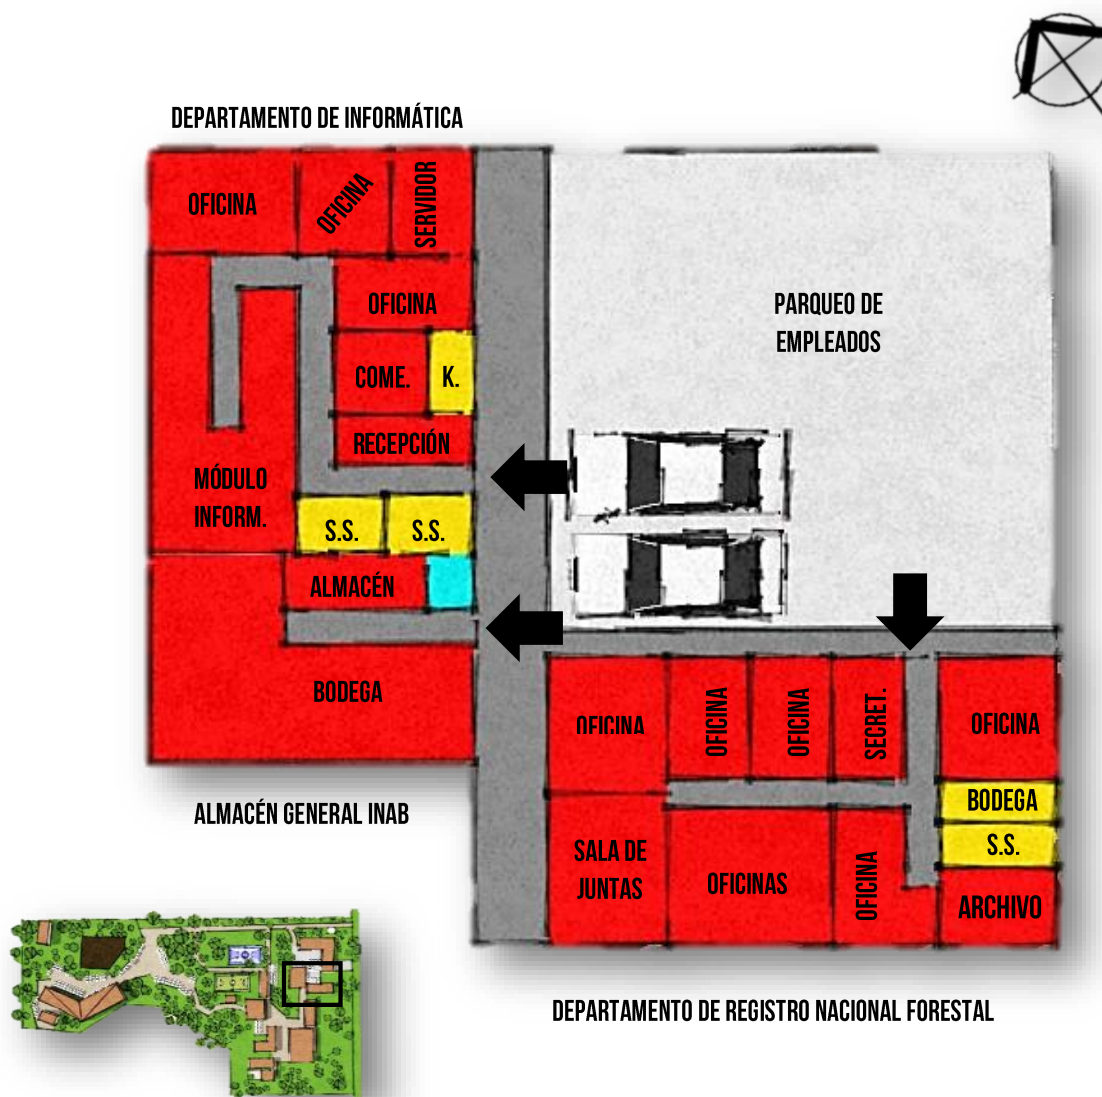 DEPARTAMENTO DE INFORMÁTICA
OFICINA
OFICINA
SERVIDOR
OFICINA
COME.
K.
RECEPCIÓN
MÓDULO
INFORM.
S.S.
S.S.
ALMACÉN
BODEGA
ALMACÉN GENERAL INAB
PARQUEO DE
EMPLEADOS
OFICINA
OFICINA
OFICINA
SECRET.
OFICINA
BODEGA
S.S.
SALA DE
JUNTAS
OFICINAS
OFICINA
ARCHIVO
DEPARTAMENTO DE REGISTRO NACIONAL FORESTAL